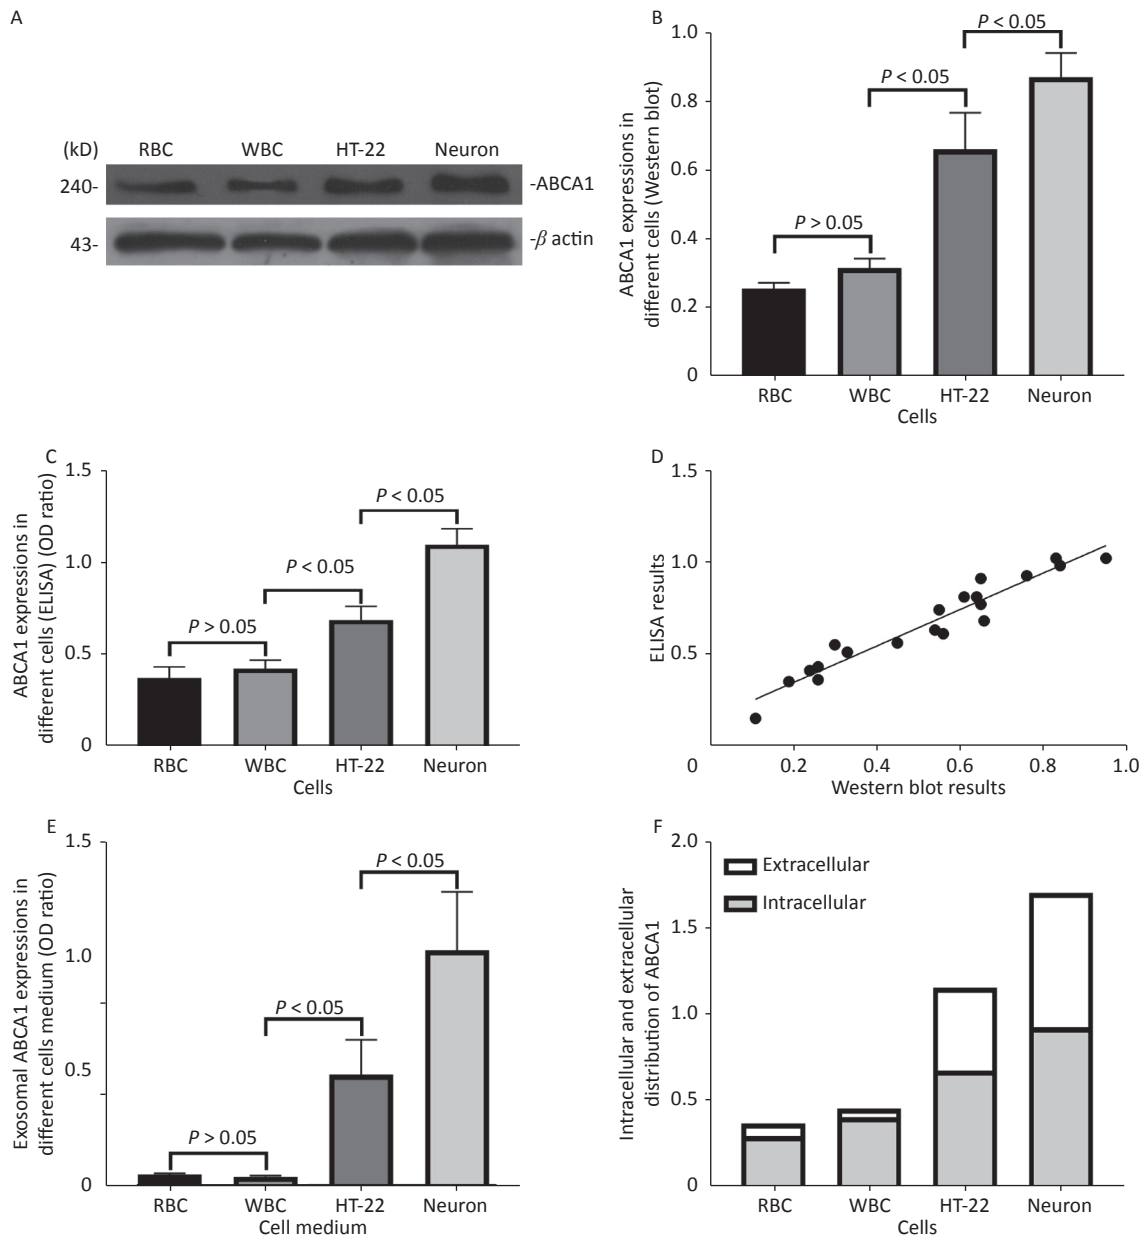 A
(kD) RBC WBC HT-22 Neuron
240- -ABCA1
43- -β actin
B
ABCA1 expressions in
different cells (Western blot)
1.0
0.8
0.6
0.4
0.2
0
P > 0.05
P < 0.05
P < 0.05
RBC WBC HT-22 Neuron
Cells
C
ABCA1 expressions in
different cells (ELISA) (OD ratio)
1.5
1.0
0.5
0
P > 0.05
P < 0.05
P < 0.05
RBC WBC HT-22 Neuron
Cells
D
ELISA results
1.5
1.0
0.5
0 0.2 0.4 0.6 0.8 1.0
Western blot results
E
Exosomal ABCA1 expressions in
different cells medium (OD ratio)
1.5
1.0
0.5
0
P > 0.05
P < 0.05
P < 0.05
RBC WBC HT-22 Neuron
Cell medium
F
Intracellular and extracellular
distribution of ABCA1
2.0
1.5
1.0
0.5
0
Extracellular
Intracellular
RBC WBC HT-22 Neuron
Cells